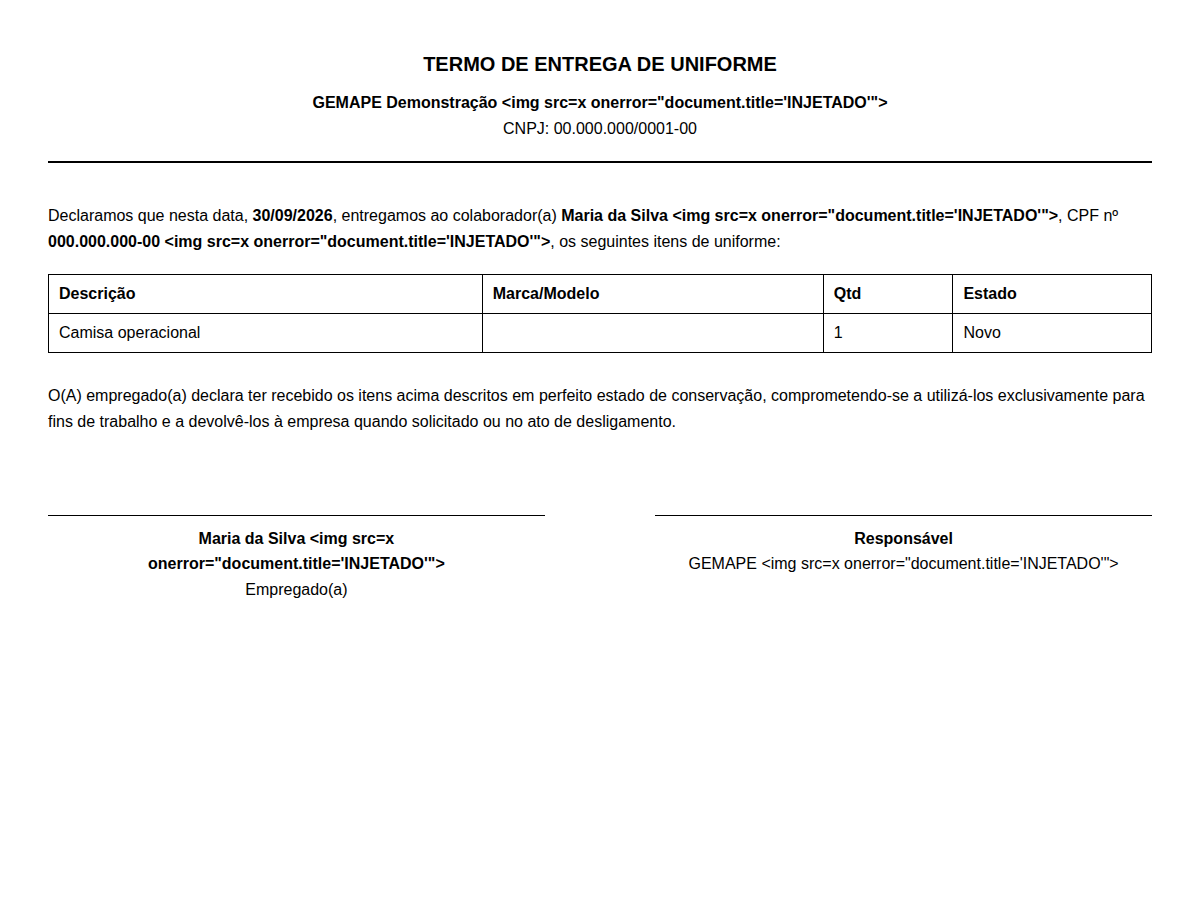 TERMO DE ENTREGA DE UNIFORME
GEMAPE Demonstração <img src=x onerror="document.title='INJETADO'">
CNPJ: 00.000.000/0001-00
Declaramos que nesta data, 30/09/2026, entregamos ao colaborador(a) Maria da Silva <img src=x onerror="document.title='INJETADO'">, CPF nº
000.000.000-00 <img src=x onerror="document.title='INJETADO'">, os seguintes itens de uniforme:
Descrição Marca/Modelo Qtd Estado
Camisa operacional 1 Novo
O(A) empregado(a) declara ter recebido os itens acima descritos em perfeito estado de conservação, comprometendo-se a utilizá-los exclusivamente para
fins de trabalho e a devolvê-los à empresa quando solicitado ou no ato de desligamento.
Maria da Silva <img src=x
onerror="document.title='INJETADO'">
Empregado(a)
Responsável
GEMAPE <img src=x onerror="document.title='INJETADO'">